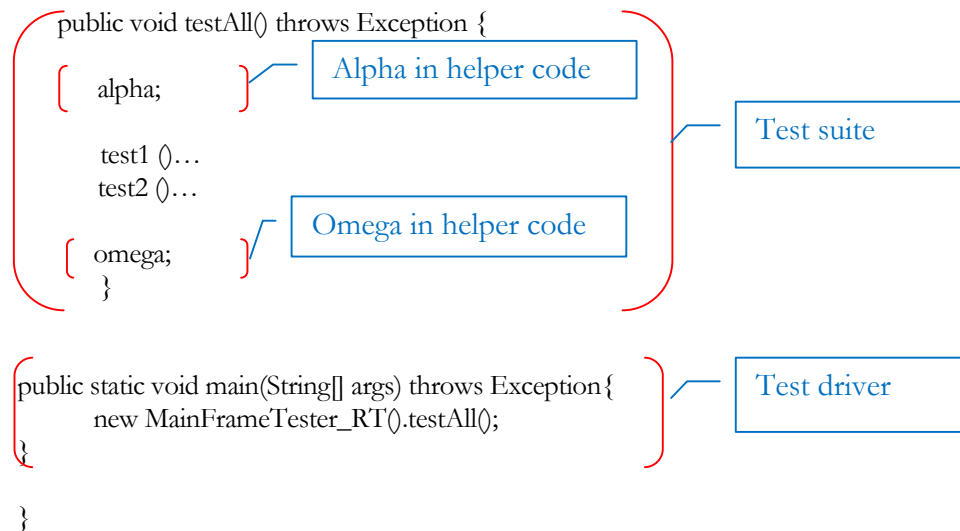 public void testAll() throws Exception {
Alpha in helper code
alpha;
Test suite
test1 ()…
test2 ()…
Omega in helper code
omega;
}
public static void main(String[] args) throws Exception{
Test driver
new MainFrameTester_RT().testAll();
}
}